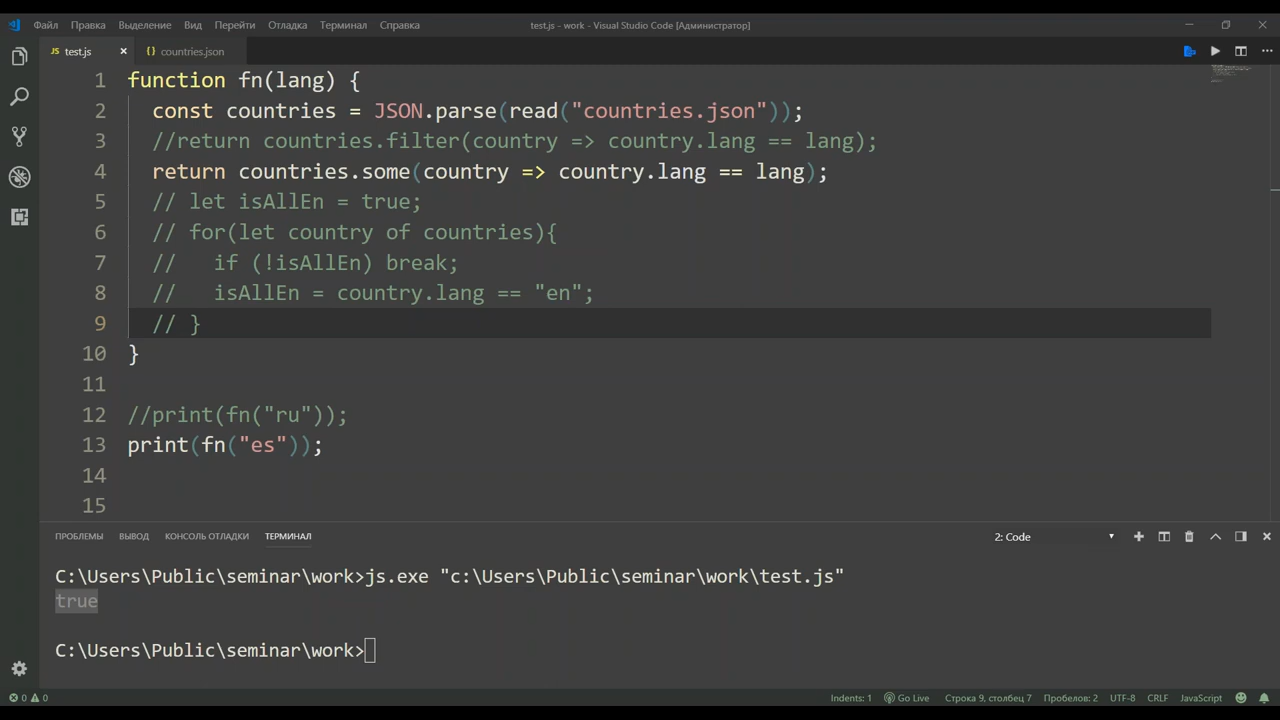 Файл Правка Выделение Вид Перейти Отладка Терминал Справка test.js - work - Visual Studio Code [Администратор]
JS test.js × {} countries.json
1 function fn(lang) {
2 const countries = JSON.parse(read("countries.json"));
3 //return countries.filter(country => country.lang == lang);
4 return countries.some(country => country.lang == lang);
5 // let isAllEn = true;
6 // for(let country of countries){
7 // if (!isAllEn) break;
8 // isAllEn = country.lang == "en";
9 // }
10 }
11
12 //print(fn("ru"));
13 print(fn("es"));
14
15
ПРОБЛЕМЫ ВЫВОД КОНСОЛЬ ОТЛАДКИ ТЕРМИНАЛ 2: Code
C:\Users\Public\seminar\work>js.exe "c:\Users\Public\seminar\work\test.js"
true
C:\Users\Public\seminar\work>
0 0 Indents: 1 Go Live Строка 9, столбец 7 Пробелов: 2 UTF-8 CRLF JavaScript